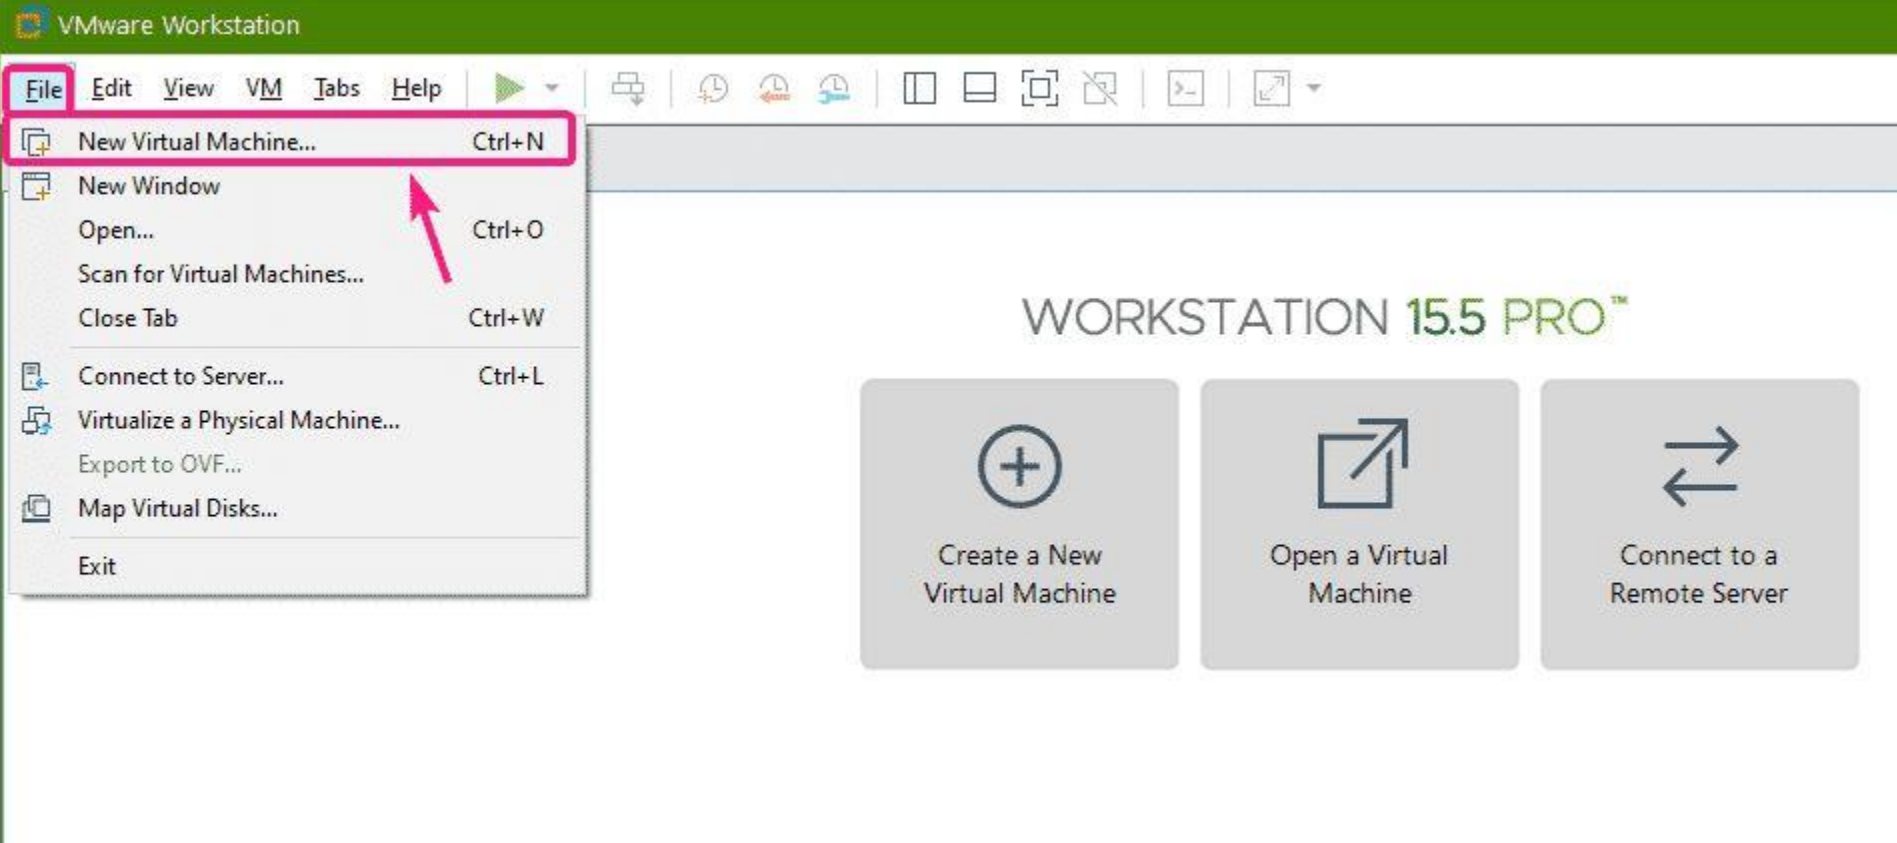 VMware Workstation
File Edit View VM Tabs Help
New Virtual Machine... Ctrl+N
New Window
Open... Ctrl+O
Scan for Virtual Machines...
Close Tab Ctrl+W
Connect to Server... Ctrl+L
Virtualize a Physical Machine...
Export to OVF...
Map Virtual Disks...
Exit
WORKSTATION 15.5 PRO™
Create a New
Virtual Machine
Open a Virtual
Machine
Connect to a
Remote Server